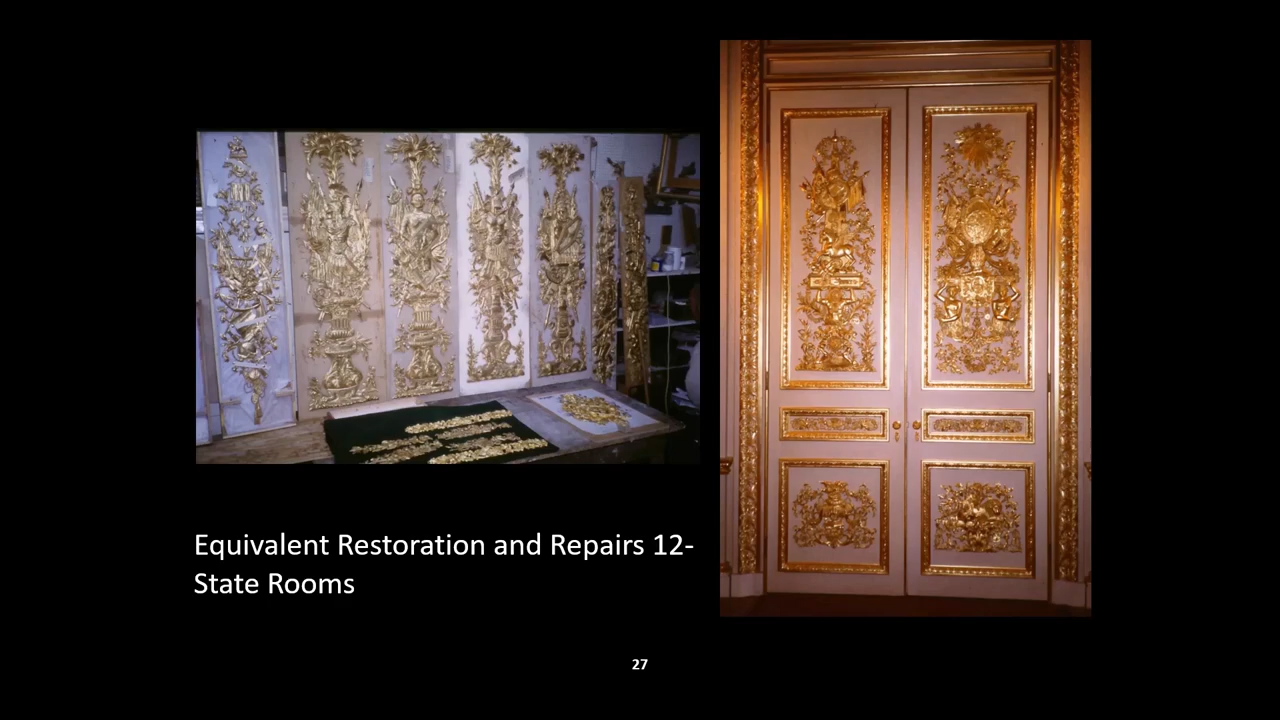 Equivalent Restoration and Repairs 12-
State Rooms
27